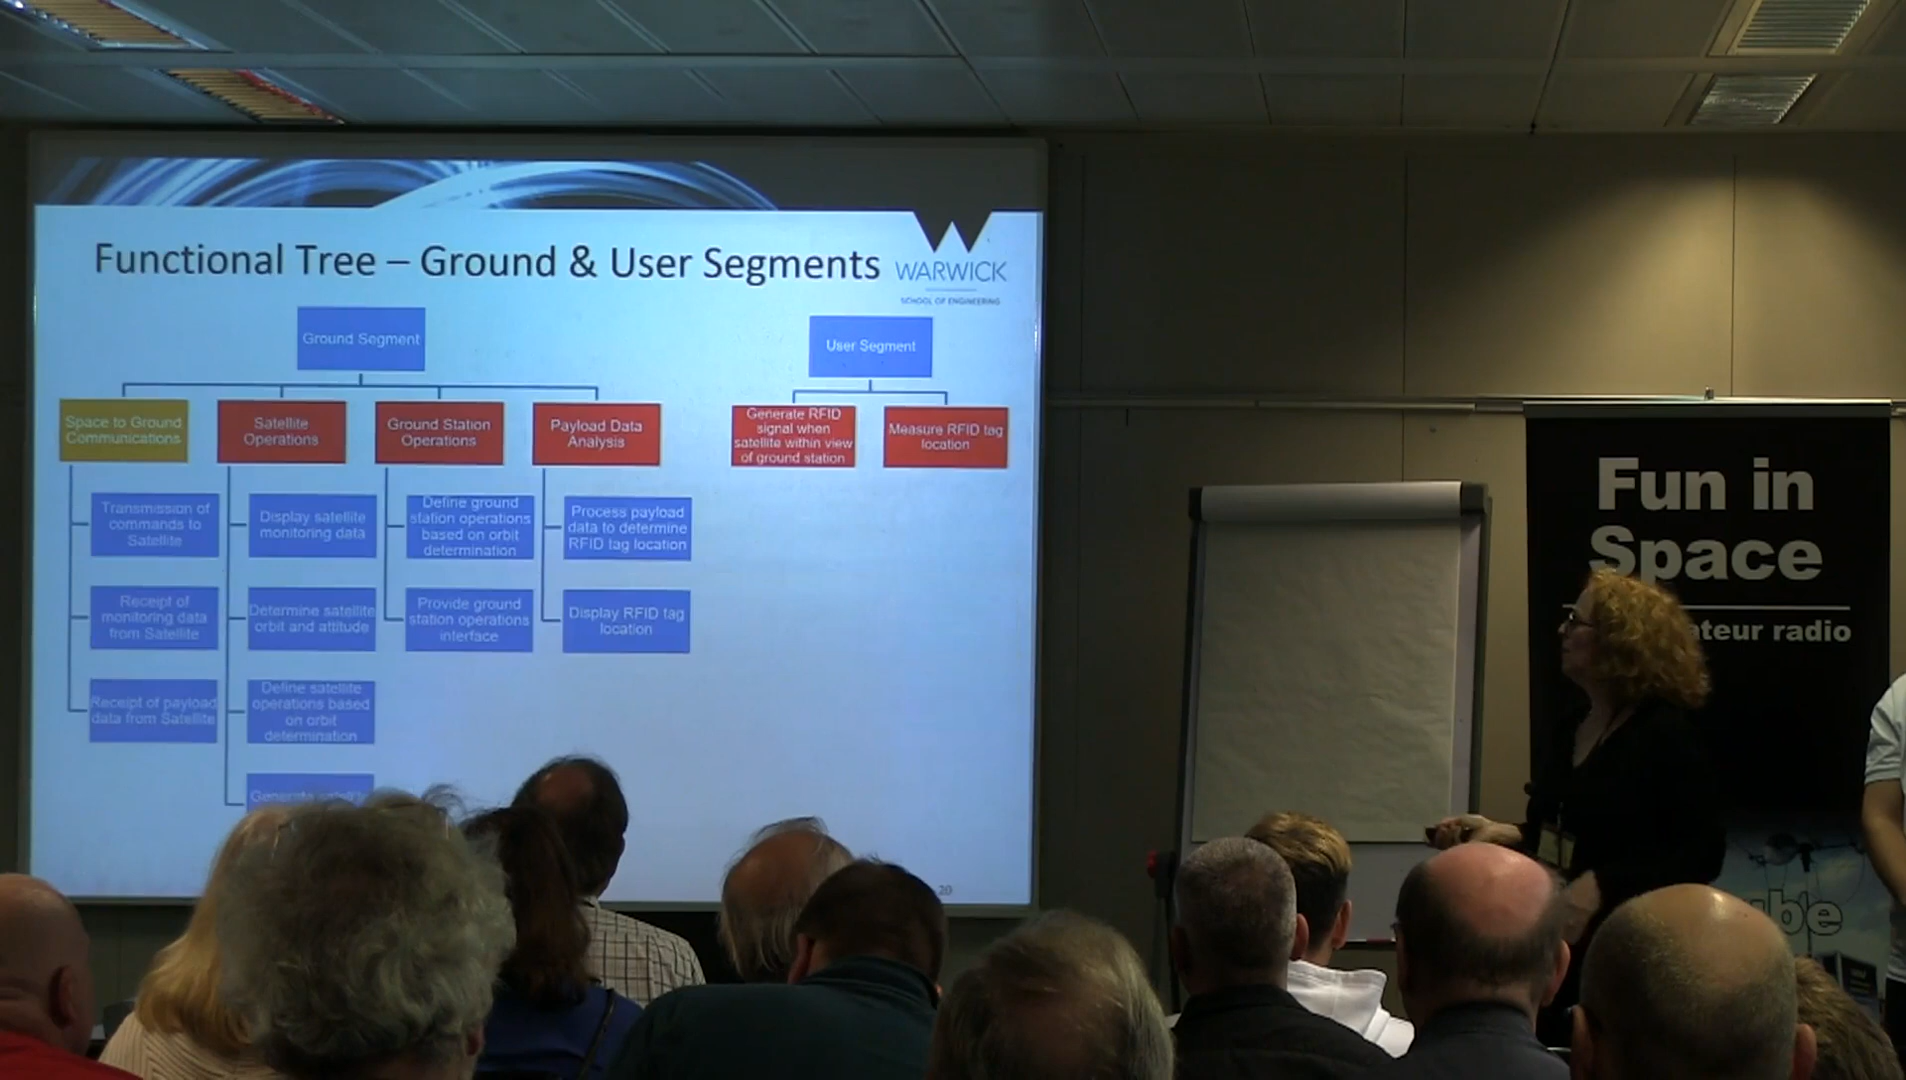 Functional Tree – Ground & User Segments
WARWICK
SCHOOL OF ENGINEERING
Ground Segment
User Segment
Space to Ground
Communications
Satellite
Operations
Ground Station
Operations
Payload Data
Analysis
Generate RFID
signal when
satellite within view
of ground station
Measure RFID tag
location
Transmission of
commands to
Satellite
Display satellite
monitoring data
Define ground
station operations
based on orbit
determination
Process payload
data to determine
RFID tag location
Receipt of
monitoring data
from Satellite
Determine satellite
orbit and attitude
Provide ground
station operations
interface
Display RFID tag
location
Receipt of payload
data from Satellite
Define satellite
operations based
on orbit
determination
Generate
20
Fun in
Space
ateur radio